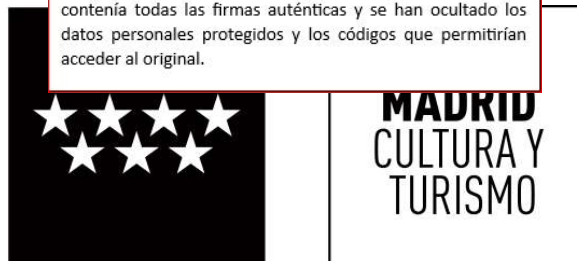 contenía todas las firmas auténticas y se han ocultado los
datos personales protegidos y los códigos que permitirían
acceder al original.
MADRID
CULTURA Y
TURISMO